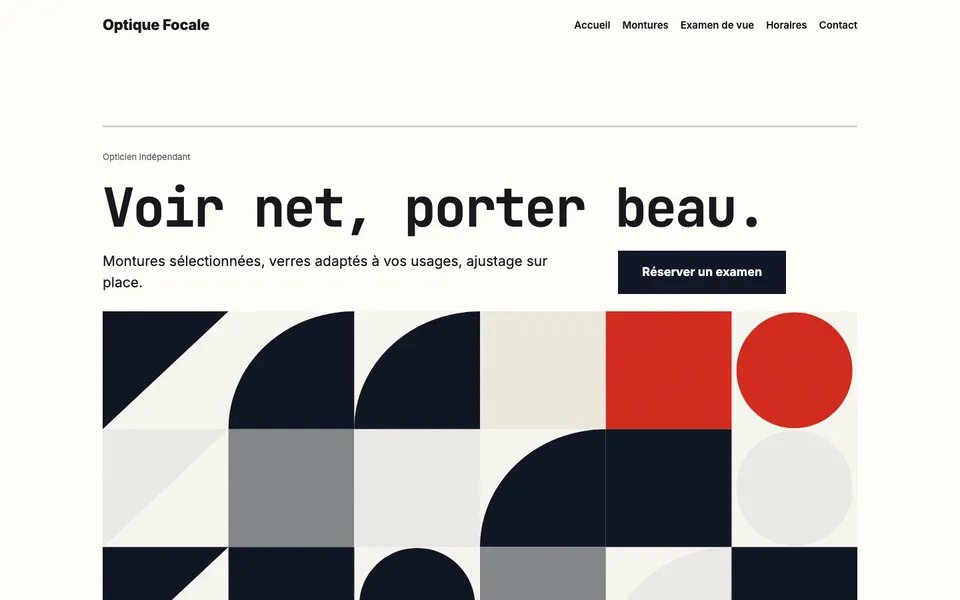 Optique Focale
Accueil Montures Examen de vue Horaires Contact
Opticien indépendant
Voir net, porter beau.
Montures sélectionnées, verres adaptés à vos usages, ajustage sur
place.
Réserver un examen